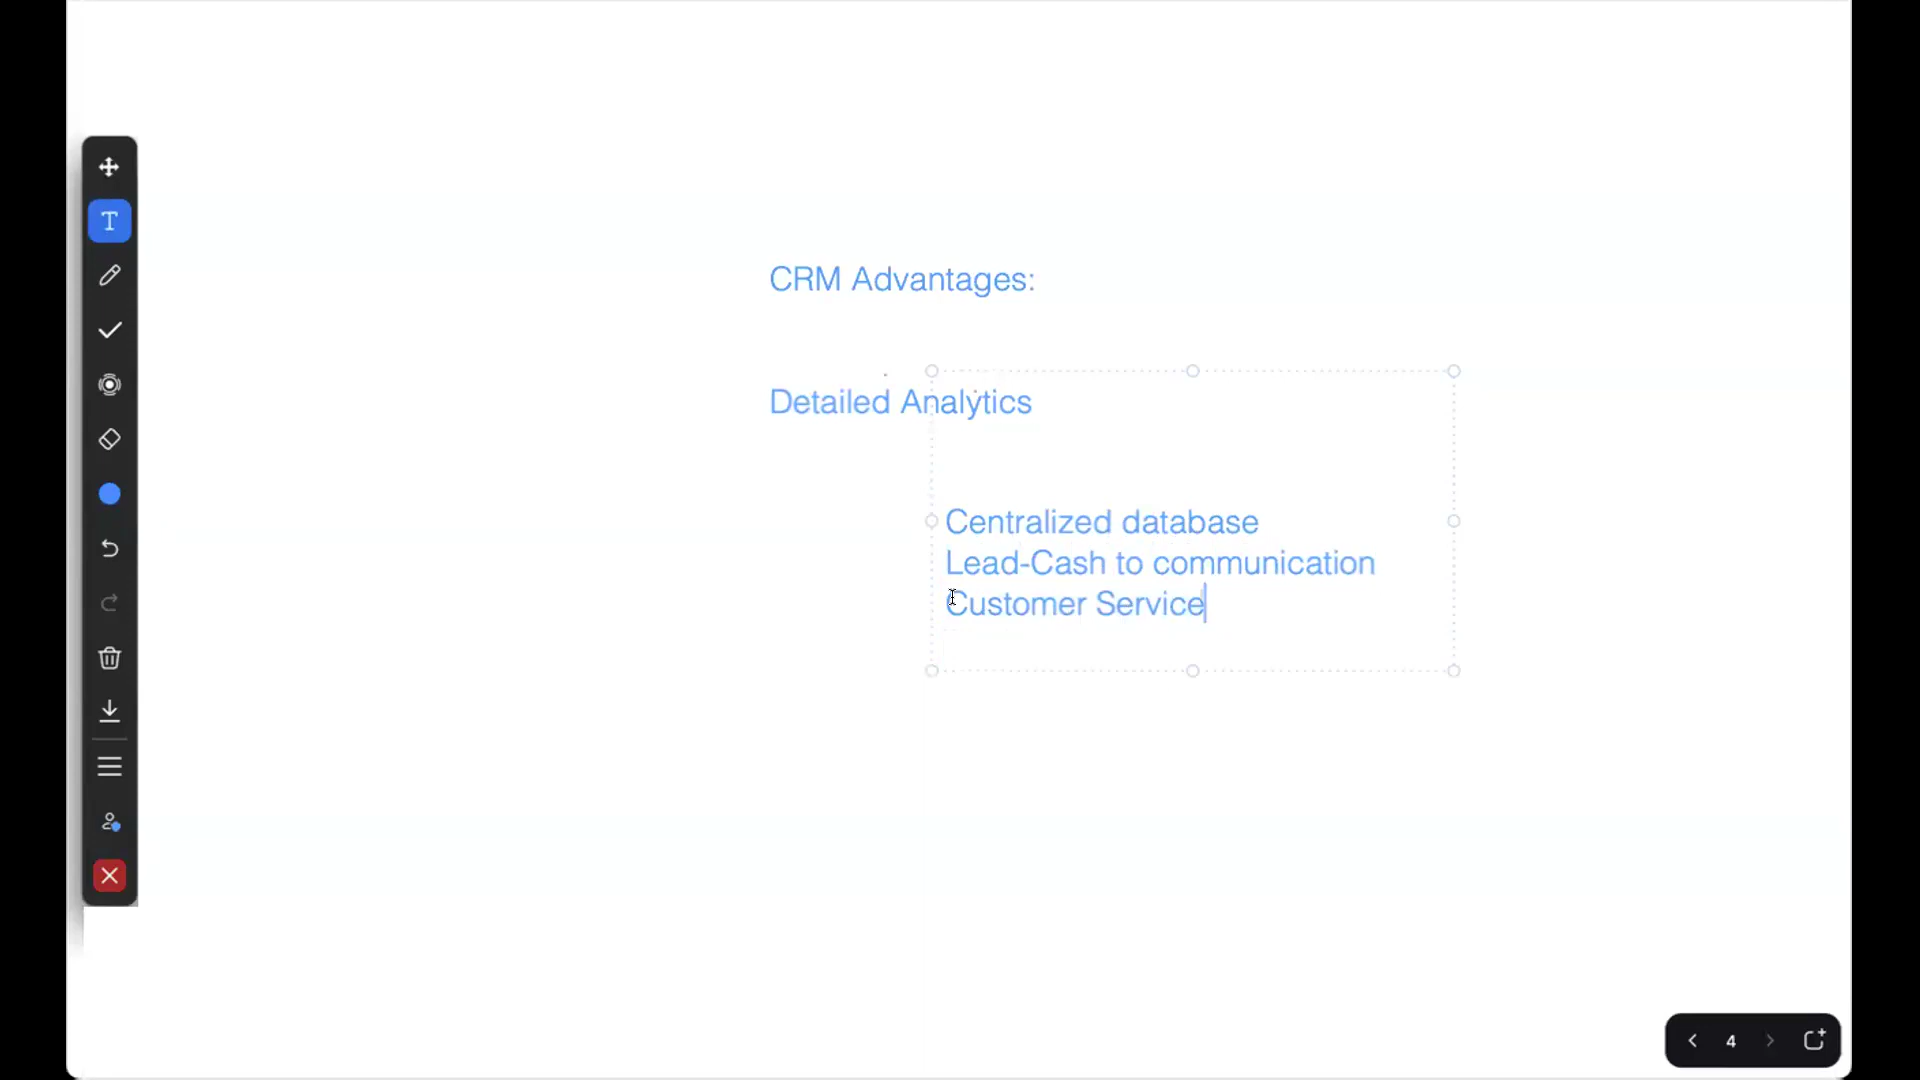 CRM Advantages:
Detailed Analytics
Centralized database
Lead-Cash to communication
Customer Service
4